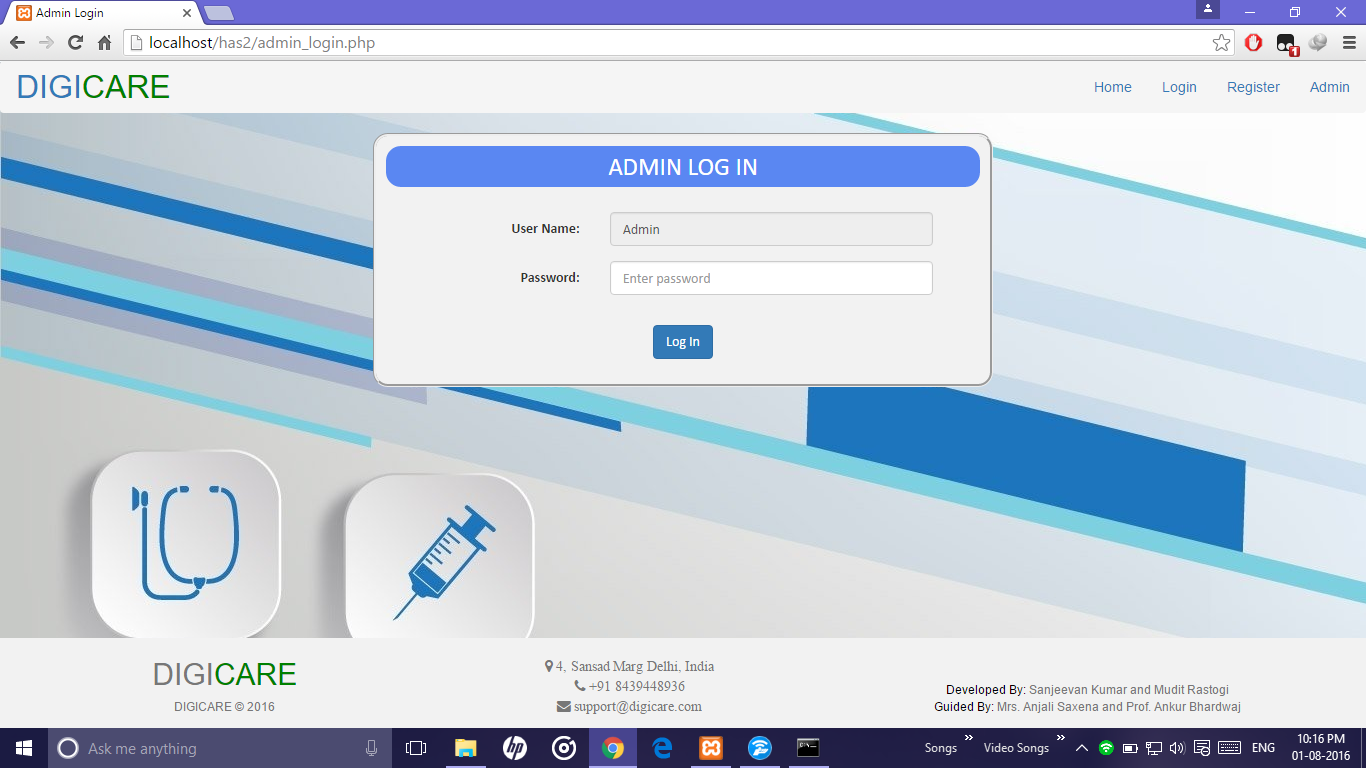 Admin Login
localhost/has2/admin_login.php
1
DIGICARE
Home Login Register Admin
ADMIN LOG IN
User Name: Admin
Password: Enter password
Log In
DIGICARE
DIGICARE © 2016
4, Sansad Marg Delhi, India
+91 8439448936
support@digicare.com
Developed By: Sanjeevan Kumar and Mudit Rastogi
Guided By: Mrs. Anjali Saxena and Prof. Ankur Bhardwaj
Ask me anything
hp
Songs » Video Songs » ENG
10:16 PM
01-08-2016